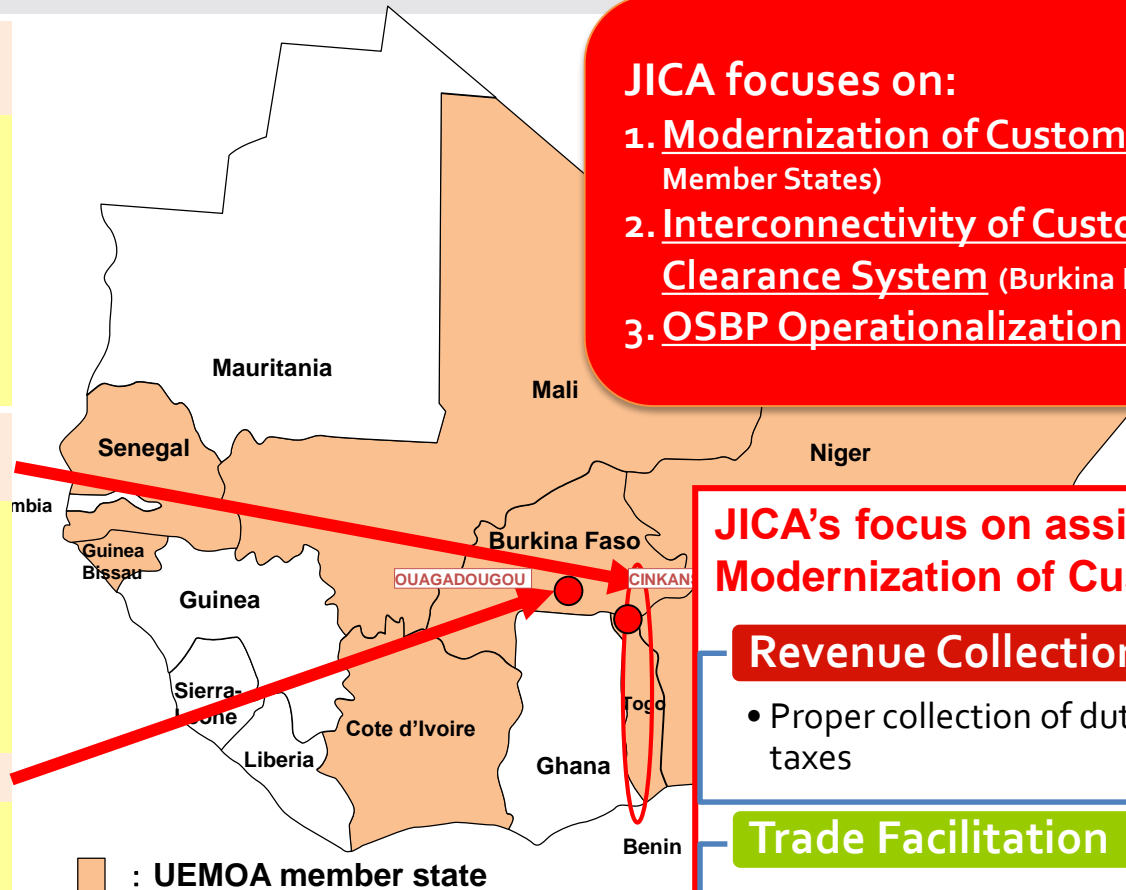 JICA focuses on:
1. Modernization of Custom
Member States)
2. Interconnectivity of Custo
Clearance System (Burkina
3. OSBP Operationalization
Mauritania
Mali
Senegal
Niger
mbia
Burkina Faso
Guinea
Bissau
OUAGADOUGOU
CINKANS
Guinea
JICA's focus on assi
Modernization of Cu
Revenue Collection
• Proper collection of dut
taxes
Sierra-
Leone
Togo
Cote d'Ivoire
Liberia
Ghana
Benin
Trade Facilitation
: UEMOA member state